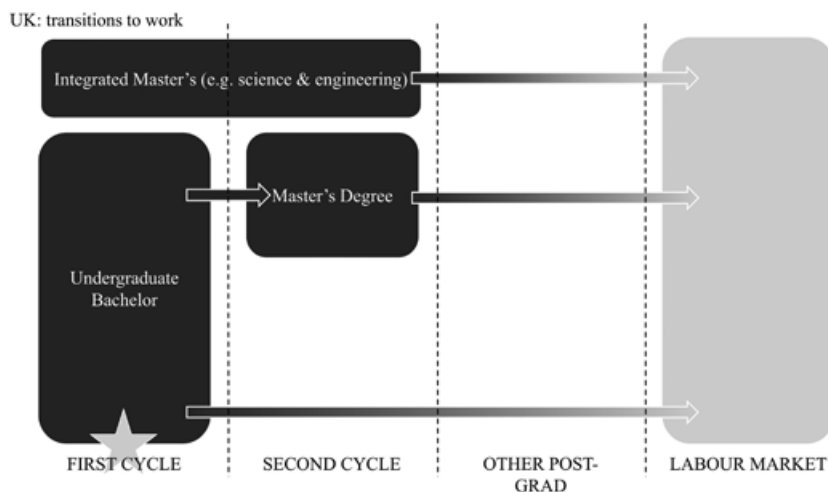 UK: transitions to work
Integrated Master's (e.g. science & engineering)
Master's Degree
Undergraduate
Bachelor
FIRST CYCLE
SECOND CYCLE
OTHER POST-
GRAD
LABOUR MARKET